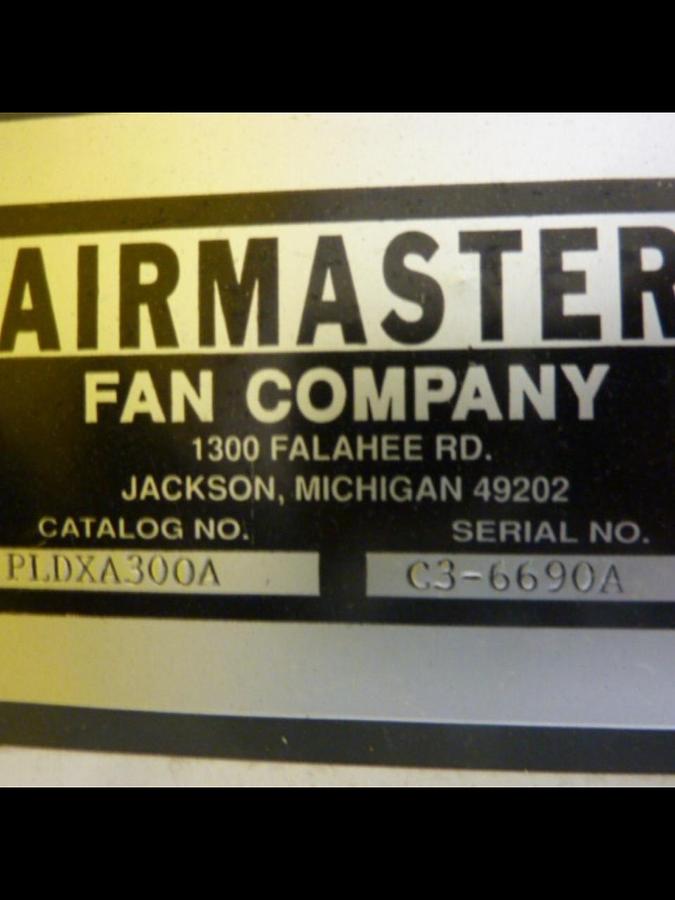 AIRMASTER
FAN COMPANY
1300 FALAHEE RD.
JACKSON, MICHIGAN 49202
CATALOG NO. SERIAL NO.
PLDXA300A C3-6690A